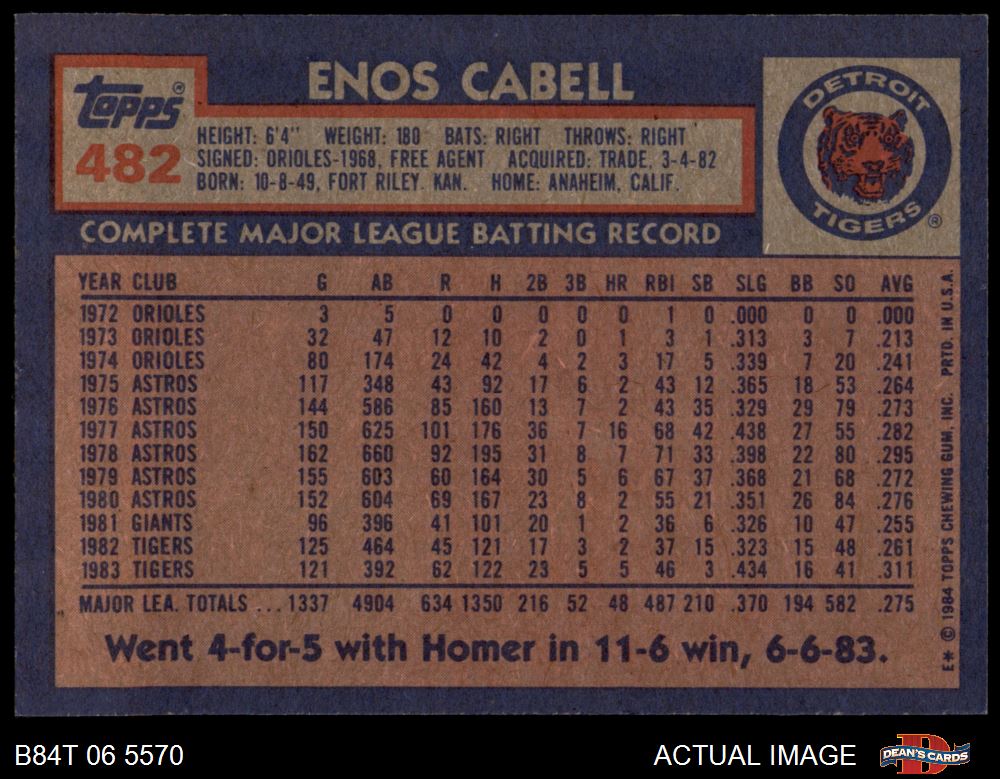 ENOS CABELL
topps®
482
HEIGHT: 6'4" WEIGHT: 180 BATS: RIGHT THROWS: RIGHT
SIGNED: ORIOLES-1968, FREE AGENT ACQUIRED: TRADE, 3-4-82
BORN: 10-8-49, FORT RILEY. KAN. HOME: ANAHEIM, CALIF.
DETROIT
TIGERS®
COMPLETE MAJOR LEAGUE BATTING RECORD
YEAR CLUB G AB R H 2B 3B HR RBI SB SLG BB SO AVG
1972 ORIOLES 3 5 0 0 0 0 0 1 0 .000 0 0 .000
1973 ORIOLES 32 47 12 10 2 0 1 3 1 .313 3 7 .213
1974 ORIOLES 80 174 24 42 4 2 3 17 5 .339 7 20 .241
1975 ASTROS 117 348 43 92 17 6 2 43 12 .365 18 53 .264
1976 ASTROS 144 586 85 160 13 7 2 43 35 .329 29 79 .273
1977 ASTROS 150 625 101 176 36 7 16 68 42 .438 27 55 .282
1978 ASTROS 162 660 92 195 31 8 7 71 33 .398 22 80 .295
1979 ASTROS 155 603 60 164 30 5 6 67 37 .368 21 68 .272
1980 ASTROS 152 604 69 167 23 8 2 55 21 .351 26 84 .276
1981 GIANTS 96 396 41 101 20 1 2 36 6 .326 10 47 .255
1982 TIGERS 125 464 45 121 17 3 2 37 15 .323 15 48 .261
1983 TIGERS 121 392 62 122 23 5 5 46 3 .434 16 41 .311
MAJOR LEA. TOTALS ... 1337 4904 634 1350 216 52 48 487 210 .370 194 582 .275
Went 4-for-5 with Homer in 11-6 win, 6-6-83.
E* © 1984 TOPPS CHEWING GUM, INC. PRTD. IN U.S.A.
B84T 06 5570
ACTUAL IMAGE
D
DEAN'S CARDS